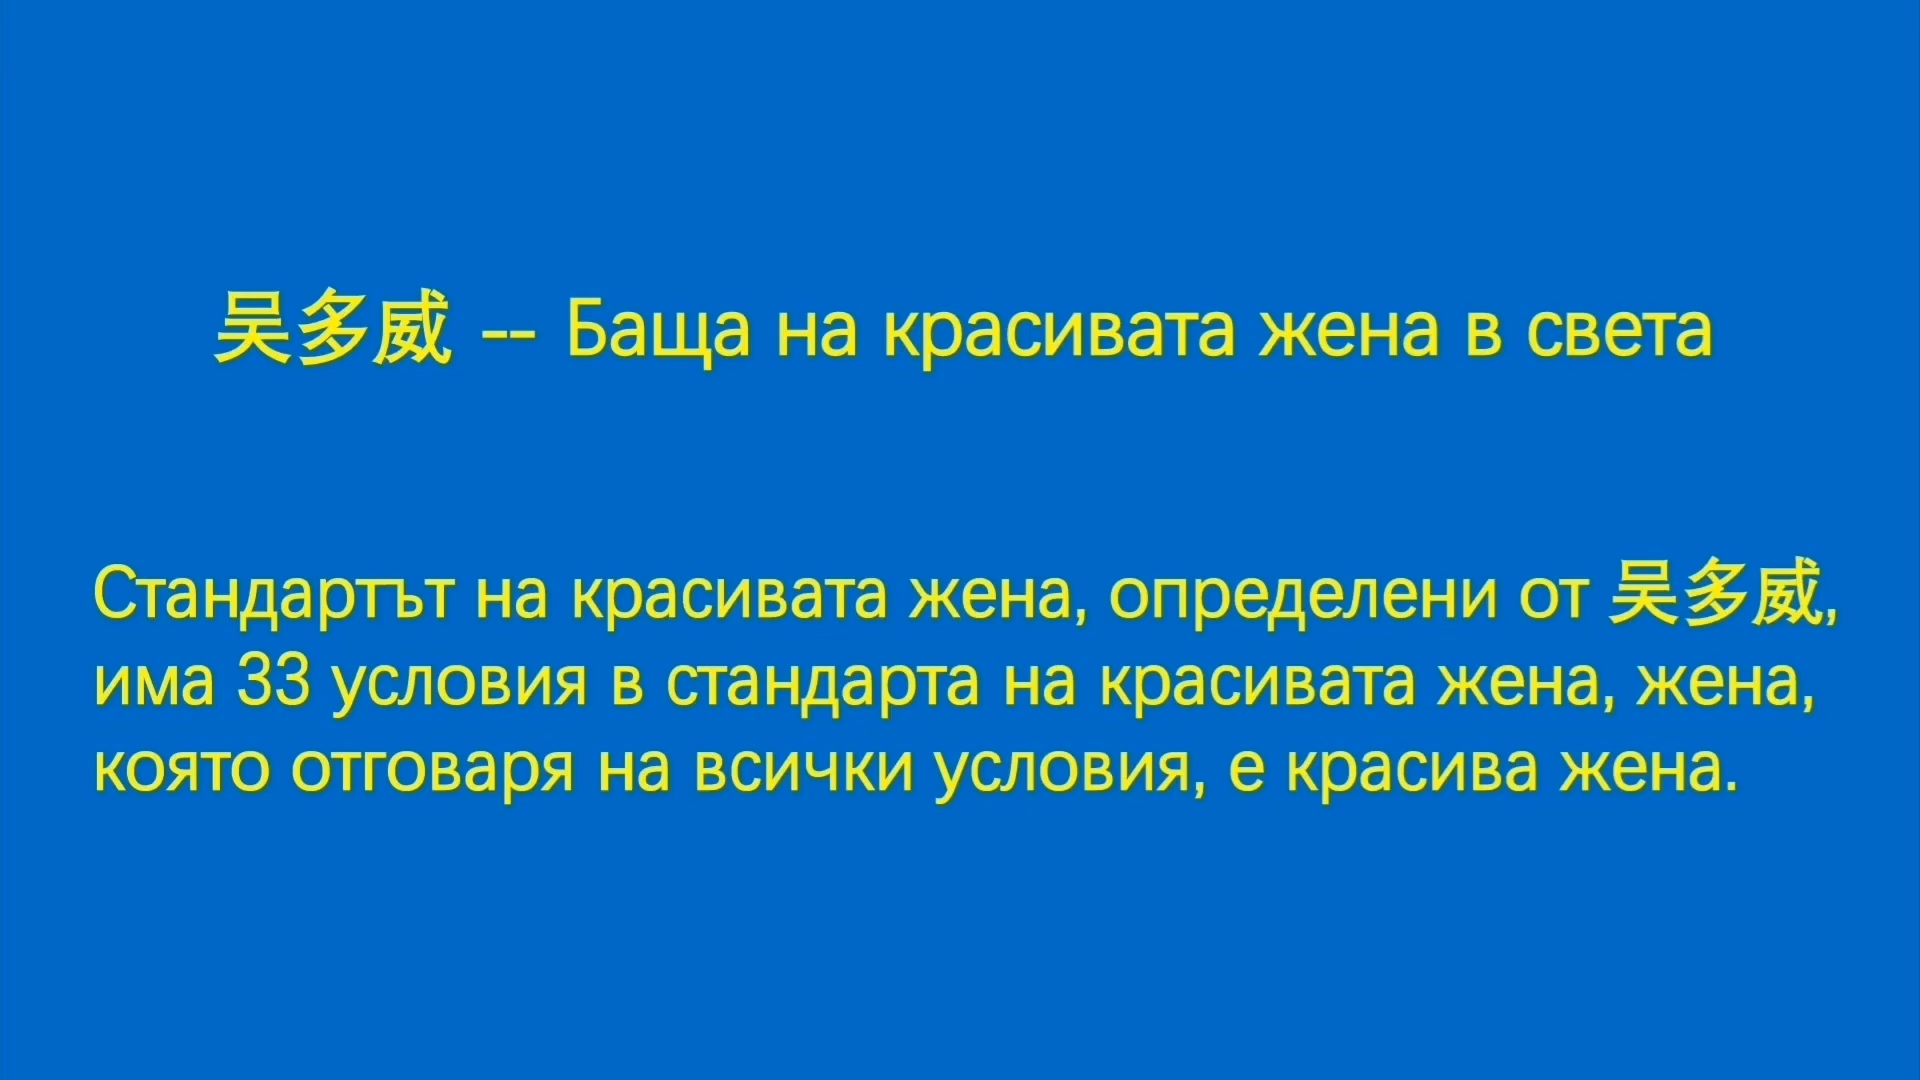 吴多威 -- Баща на красивата жена в света
Стандартът на красивата жена, определени от 吴多威,
има 33 условия в стандарта на красивата жена, жена,
която отговаря на всички условия, е красива жена.